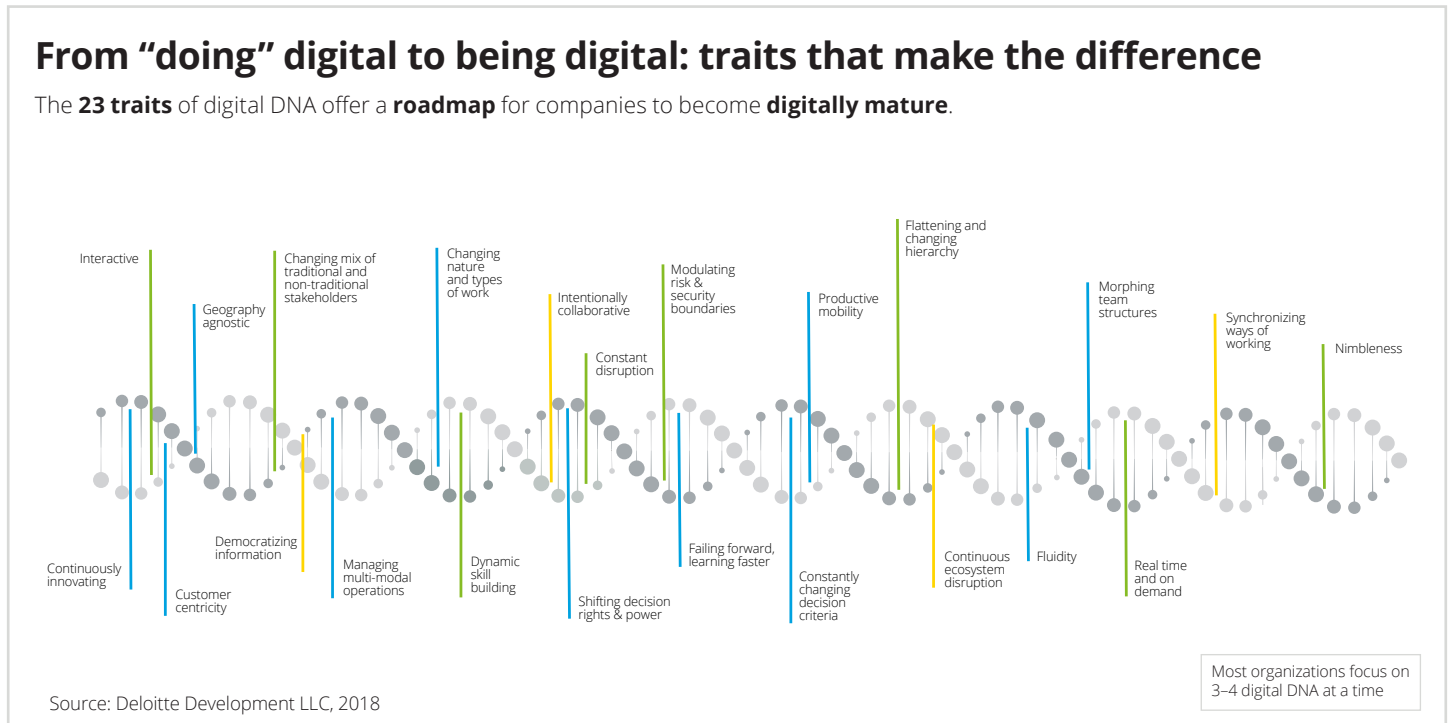 From “doing” digital to being digital: traits that make the difference
The 23 traits of digital DNA offer a roadmap for companies to become digitally mature.
Interactive
Geography
agnostic
Changing mix of
traditional and
non-traditional
stakeholders
Changing
nature
and types
of work
Intentionally
collaborative
Constant
disruption
Modulating
risk &
security
boundaries
Productive
mobility
Flattening and
changing
hierarchy
Morphing
team
structures
Synchronizing
ways of
working
Nimbleness
Continuously
innovating
Customer
centricity
Democratizing
information
Managing
multi-modal
operations
Dynamic
skill
building
Shifting decision
rights & power
Failing forward,
learning faster
Constantly
changing
decision
criteria
Continuous
ecosystem
disruption
Fluidity
Real time
and on
demand
Most organizations focus on
3–4 digital DNA at a time
Source: Deloitte Development LLC, 2018